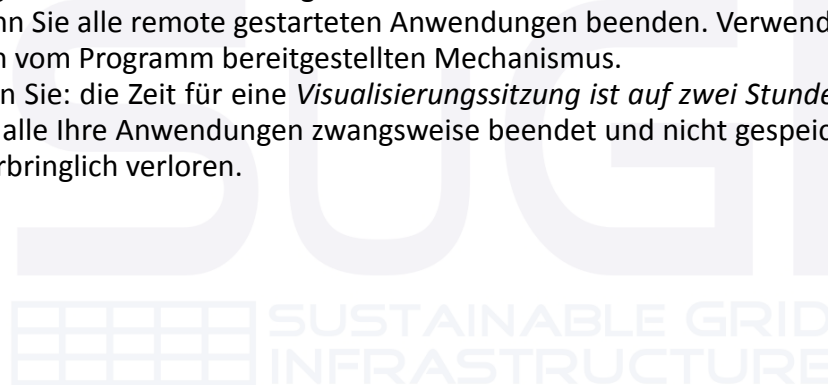 nn Sie alle remote gestarteten Anwendungen beenden. Verwend
n vom Programm bereitgestellten Mechanismus.
n Sie: die Zeit für eine Visualisierungssitzung ist auf zwei Stunde
alle Ihre Anwendungen zwangsweise beendet und nicht gespeic
rbringlich verloren.
SUGI
SUSTAINABLE GRID
INFRASTRUCTURE